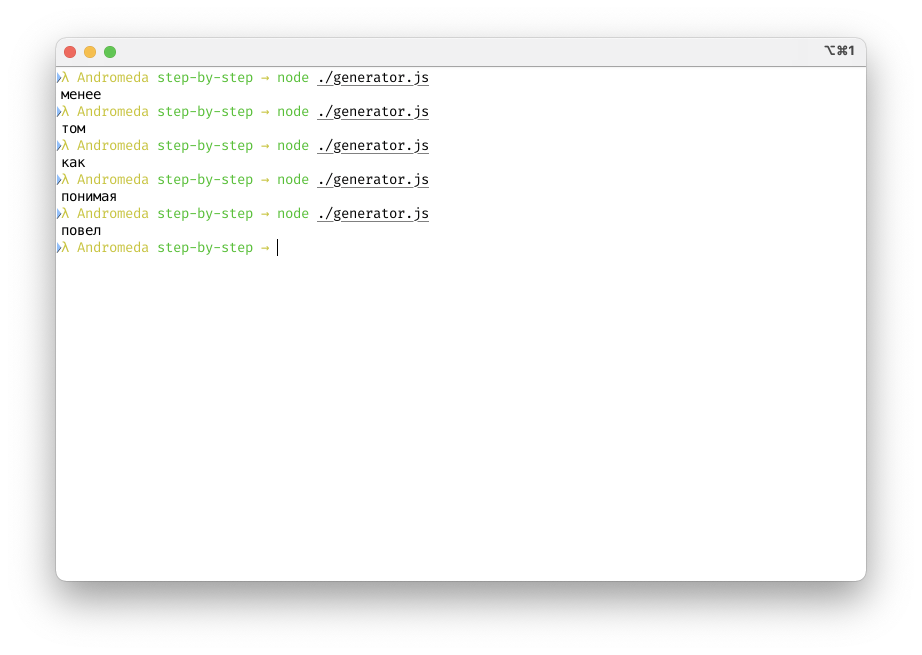 ⌥⌘1
λ Andromeda step-by-step → node ./generator.js
менее
λ Andromeda step-by-step → node ./generator.js
том
λ Andromeda step-by-step → node ./generator.js
как
λ Andromeda step-by-step → node ./generator.js
понимая
λ Andromeda step-by-step → node ./generator.js
повел
λ Andromeda step-by-step →